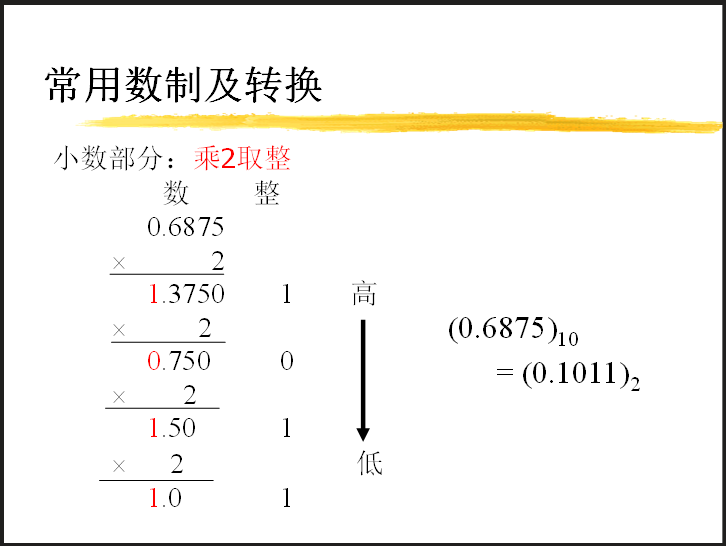 常用数制及转换
小数部分：乘2取整
数 整
0.6875
× 2
1.3750 1 高
× 2
(0.6875)10
0.750 0
= (0.1011)2
× 2
1.50 1
× 2 低
1.0 1